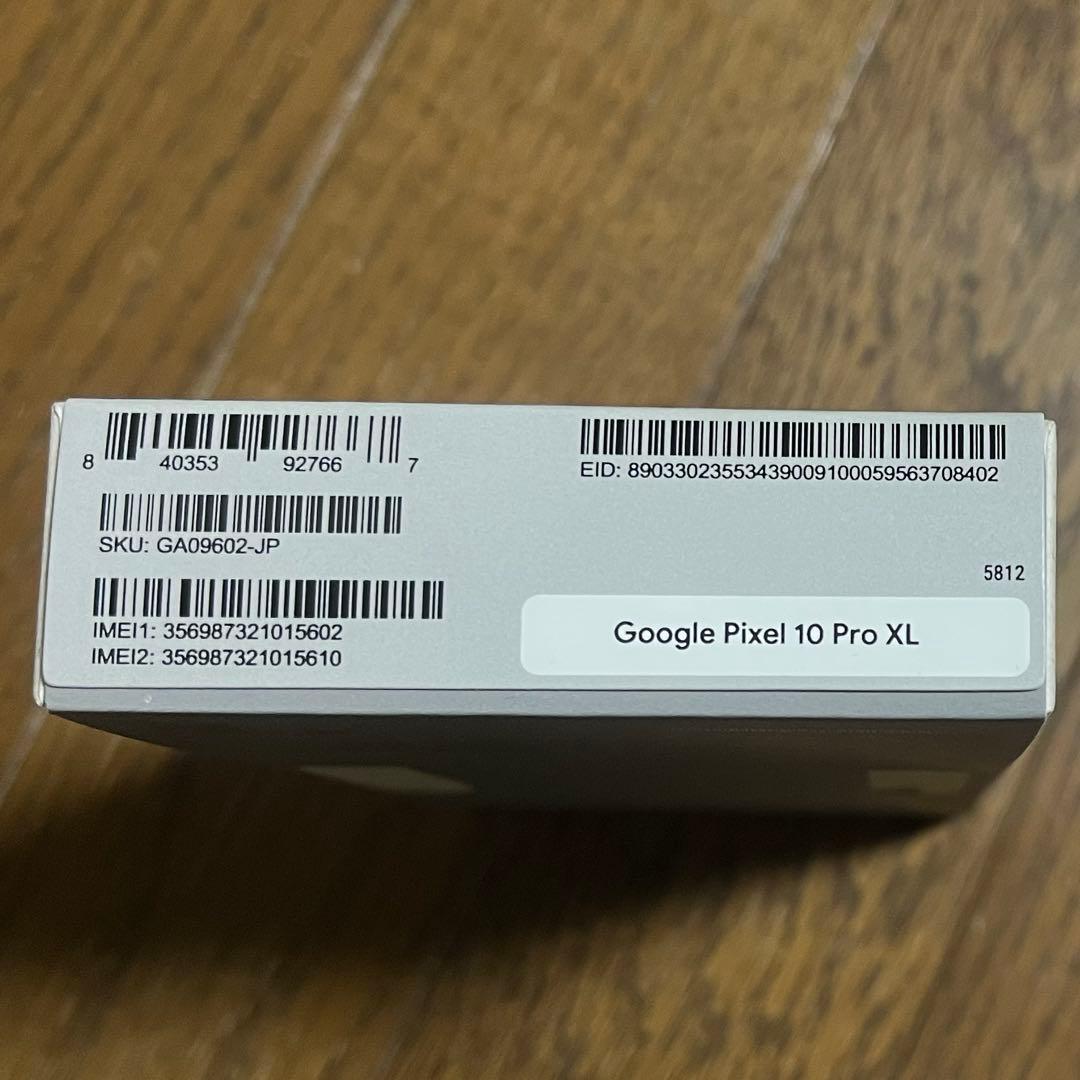 8 40353 92766 7
SKU: GA09602-JP
IMEI1: 356987321015602
IMEI2: 356987321015610
EID: 89033023553439009100059563708402
5812
Google Pixel 10 Pro XL